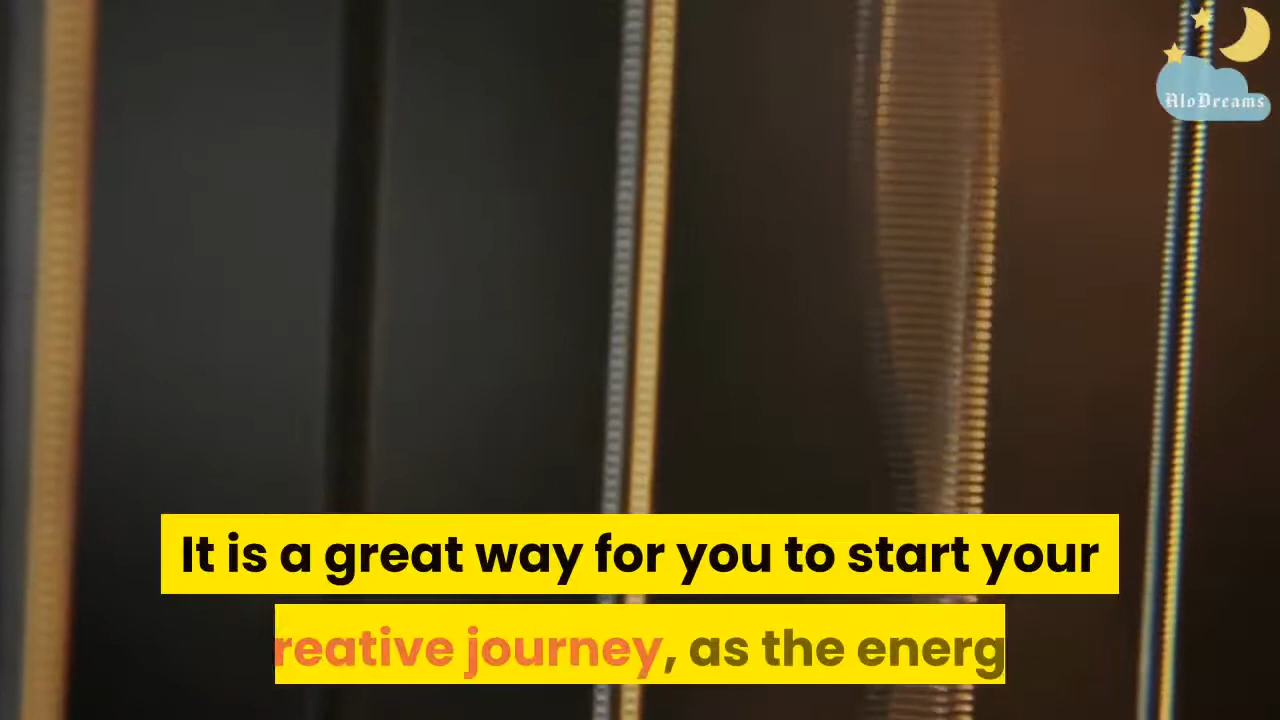 AloDreams
It is a great way for you to start your
reative journey, as the energ